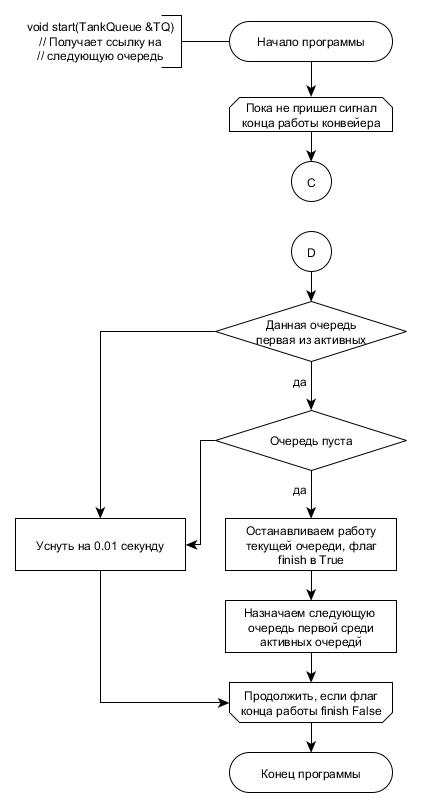 void start(TankQueue &TQ)
// Получает ссылку на
// следующую очередь
Начало программы
Пока не пришел сигнал
конца работы конвейера
C
D
Данная очередь
первая из активных
да
Очередь пуста
да
Уснуть на 0.01 секунду
Останавливаем работу
текущей очереди, флаг
finish в True
Назначаем следующую
очередь первой среди
активных очередй
Продолжить, если флаг
конца работы finish False
Конец программы